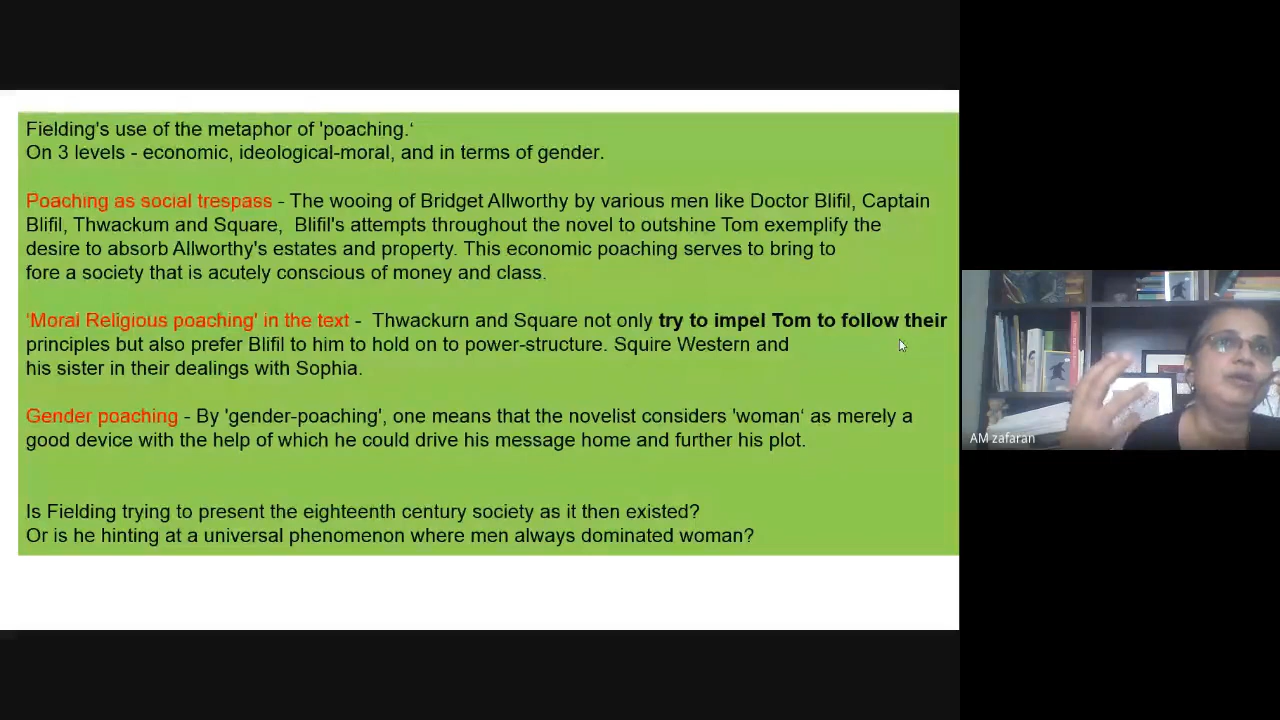 Fielding's use of the metaphor of 'poaching.‘
On 3 levels - economic, ideological-moral, and in terms of gender.
Poaching as social trespass - The wooing of Bridget Allworthy by various men like Doctor Blifil, Captain
Blifil, Thwackum and Square,  Blifil's attempts throughout the novel to outshine Tom exemplify the
desire to absorb Allworthy's estates and property. This economic poaching serves to bring to
fore a society that is acutely conscious of money and class.
‘Moral Religious poaching' in the text -  Thwackurn and Square not only try to impel Tom to follow their
principles but also prefer Blifil to him to hold on to power-structure. Squire Western and
his sister in their dealings with Sophia.
Gender poaching - By 'gender-poaching', one means that the novelist considers 'woman‘ as merely a
good device with the help of which he could drive his message home and further his plot.
Is Fielding trying to present the eighteenth century society as it then existed?
Or is he hinting at a universal phenomenon where men always dominated woman?
AM zafaran